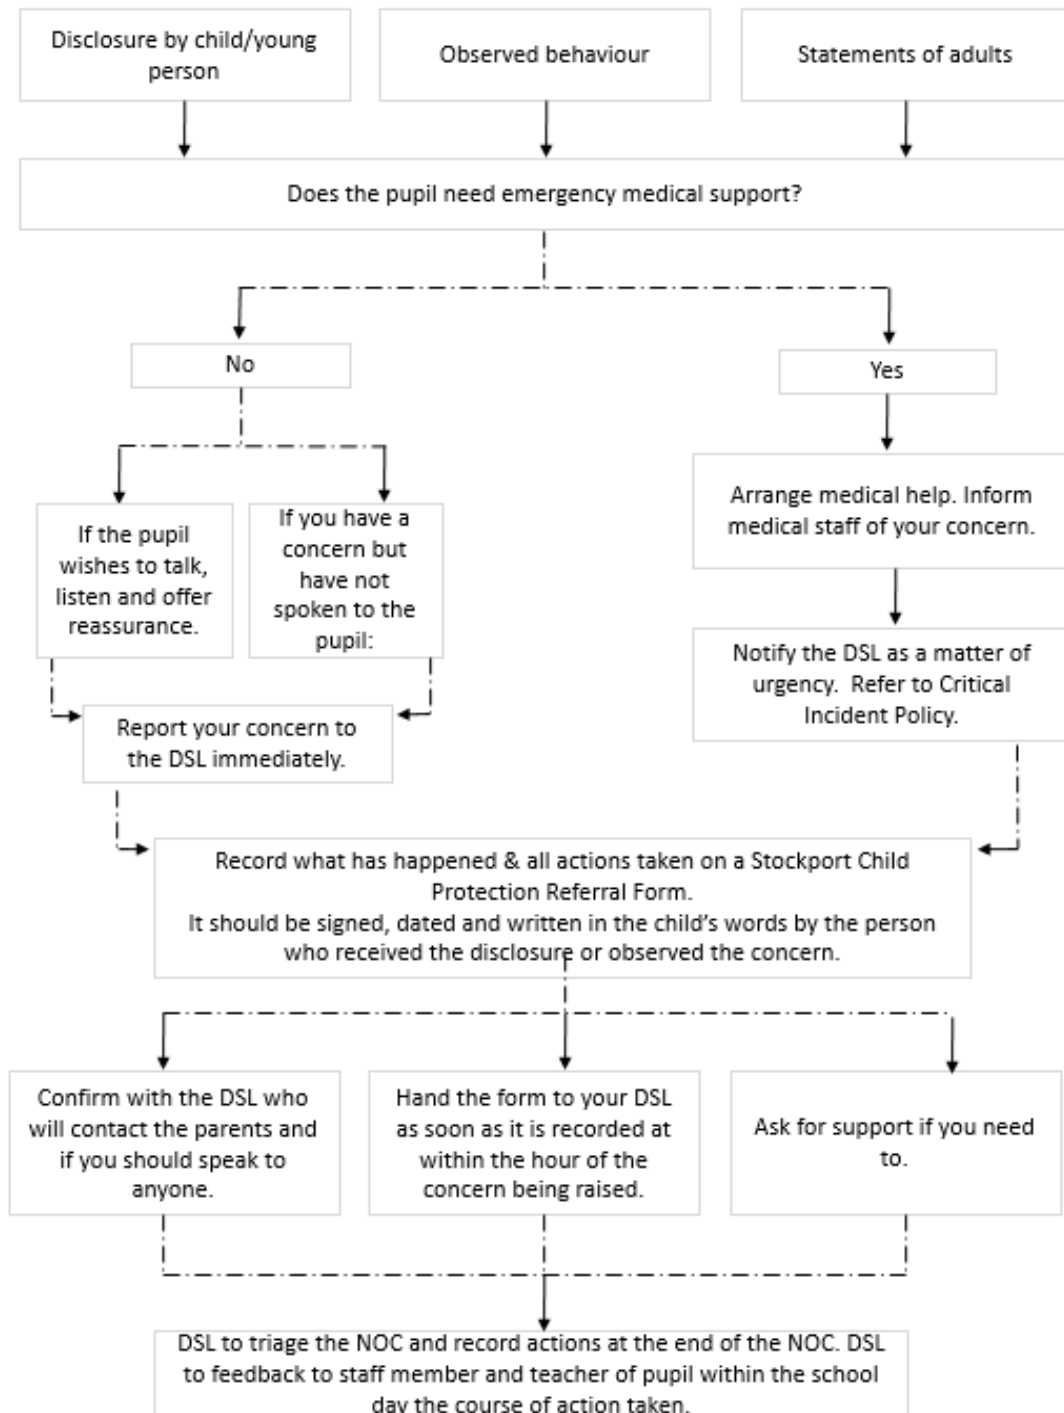 Disclosure by child/young
person
Observed behaviour
Statements of adults
Does the pupil need emergency medical support?
No
Yes
If the pupil
wishes to talk,
listen and offer
reassurance.
If you have a
concern but
have not
spoken to the
pupil:
Arrange medical help. Inform
medical staff of your concern.
Notify the DSL as a matter of
urgency.  Refer to Critical
Incident Policy.
Report your concern to
the DSL immediately.
Record what has happened & all actions taken on a Stockport Child
Protection Referral Form.
It should be signed, dated and written in the child’s words by the person
who received the disclosure or observed the concern.
Confirm with the DSL who
will contact the parents and
if you should speak to
anyone.
Hand the form to your DSL
as soon as it is recorded at
within the hour of the
concern being raised.
Ask for support if you need
to.
DSL to triage the NOC and record actions at the end of the NOC. DSL
to feedback to staff member and teacher of pupil within the school
day the course of action taken.